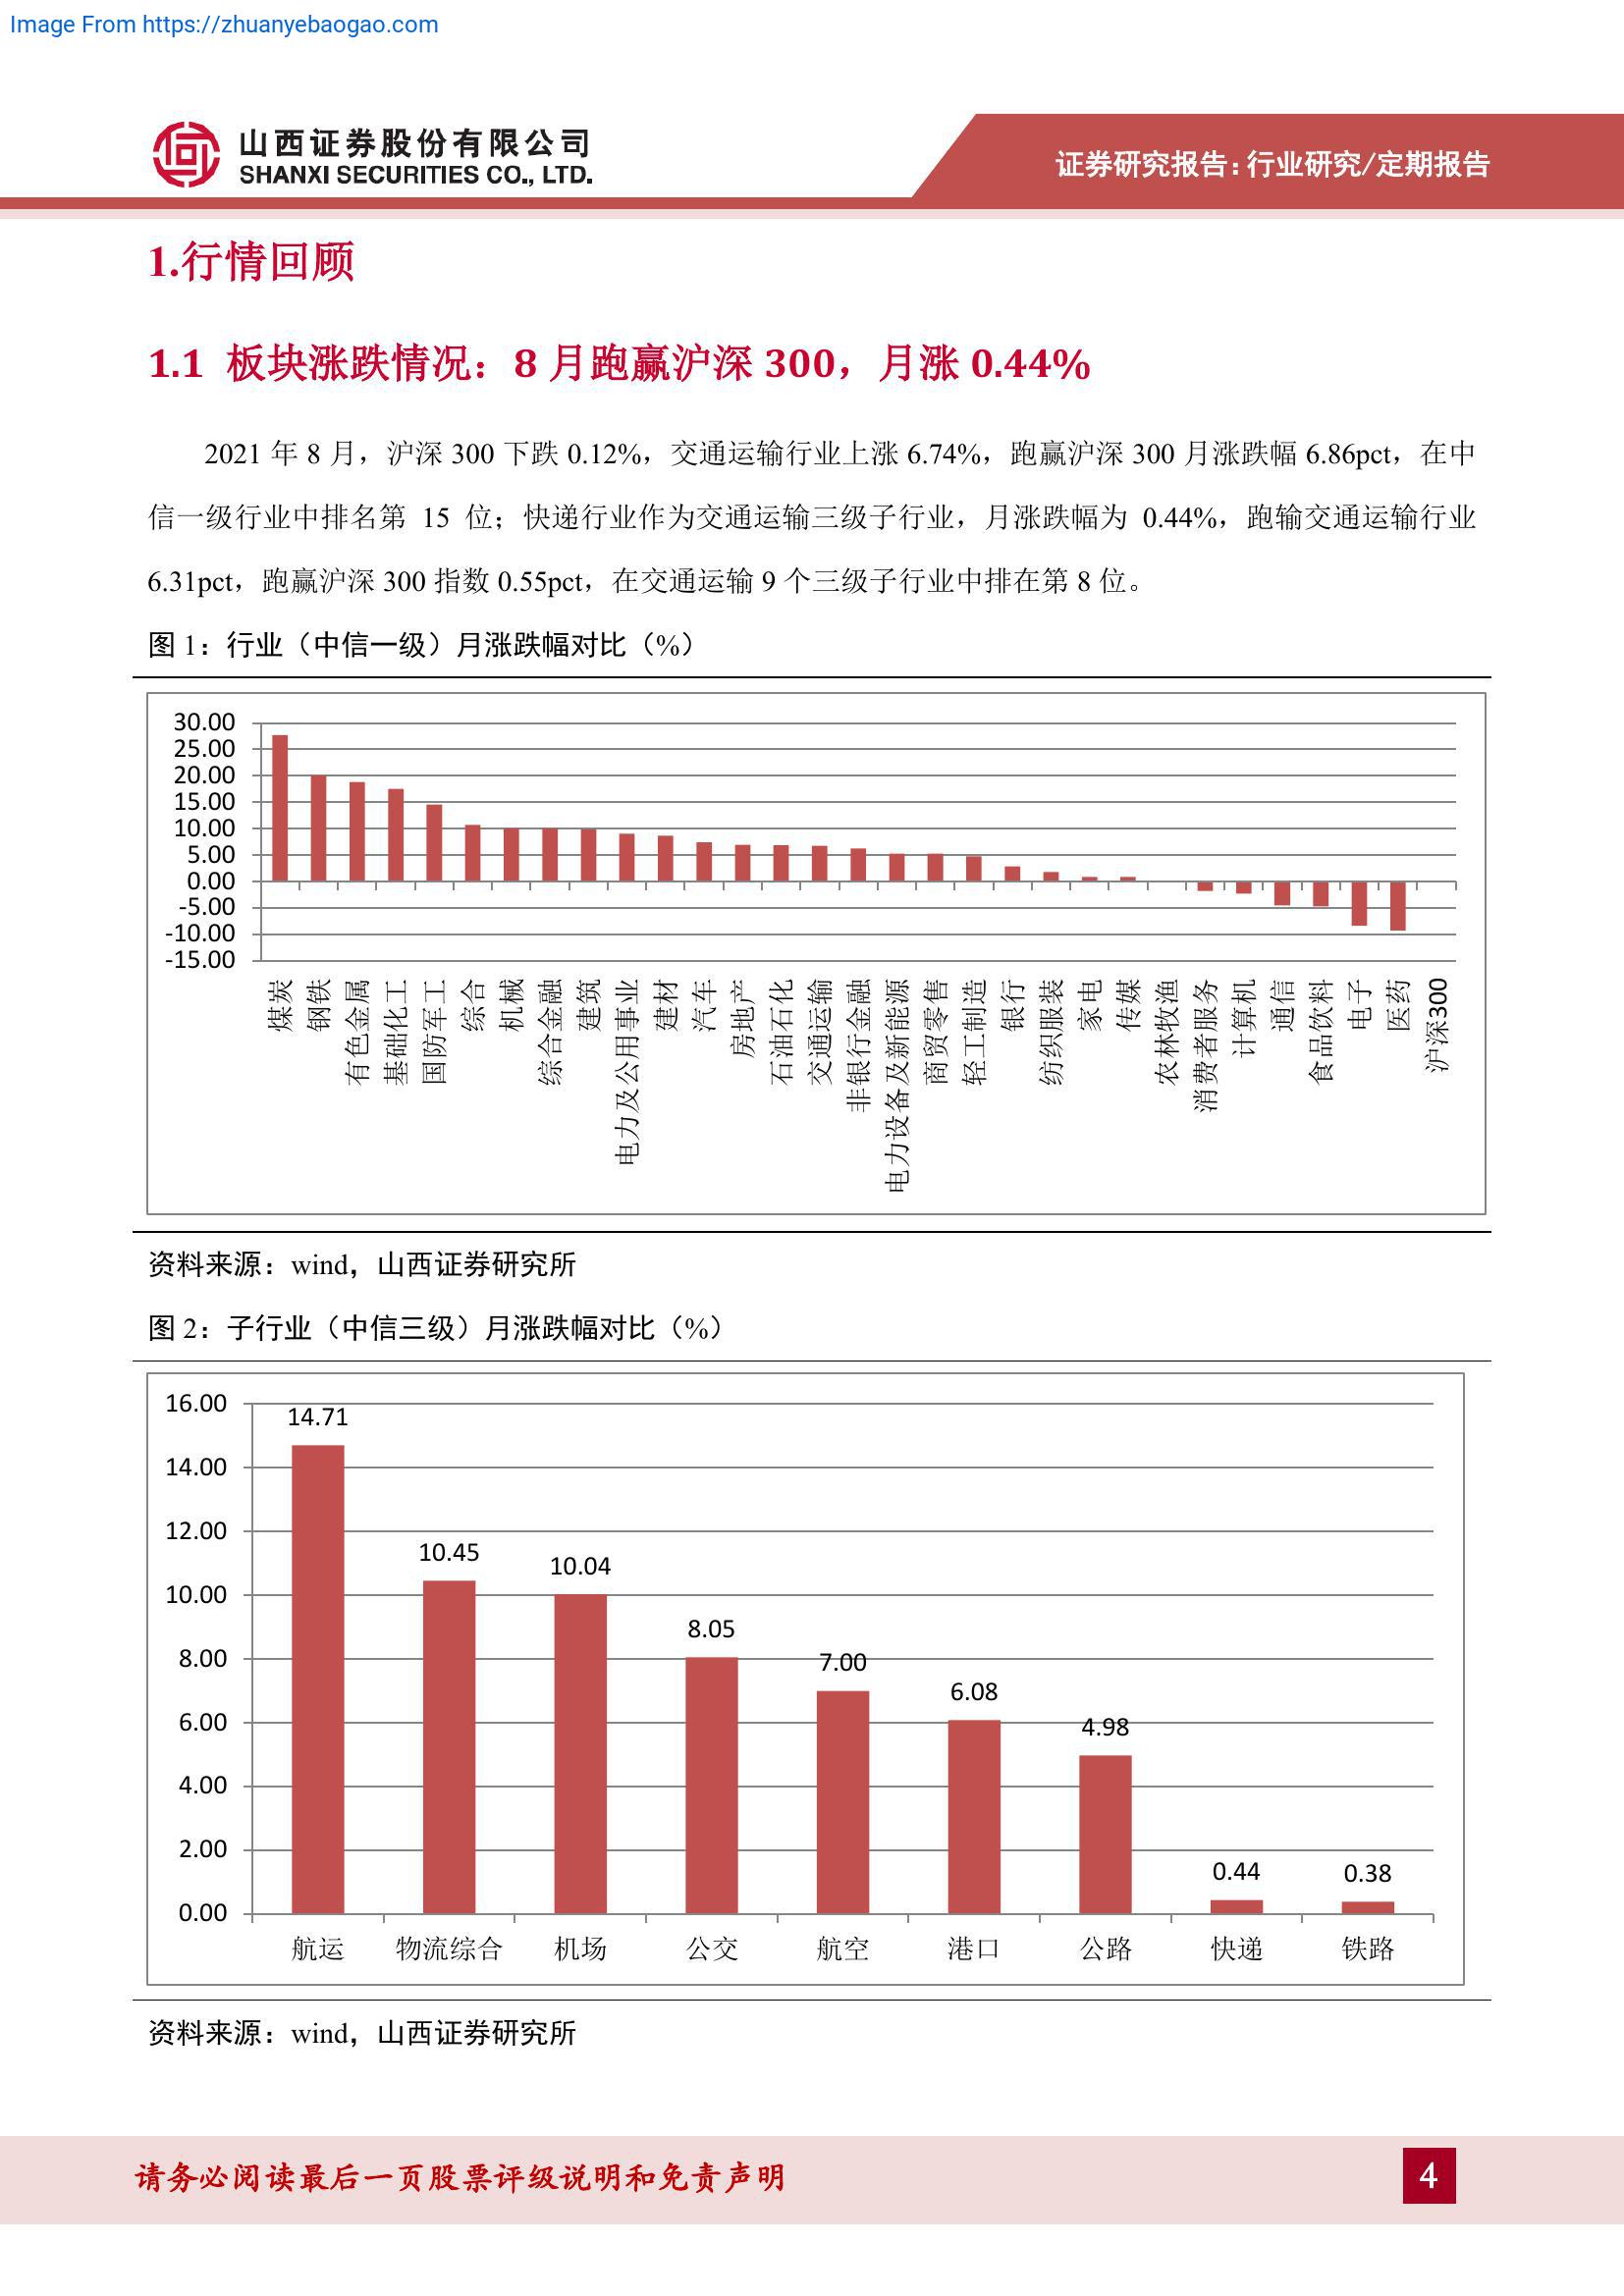 Image From https://zhuanyebaogao.com
山西证券股份有限公司
SHANXI SECURITIES CO., LTD.
证券研究报告：行业研究/定期报告
1.行情回顾
1.1 板块涨跌情况：8 月跑赢沪深 300，月涨 0.44%
2021 年 8 月，沪深 300 下跌 0.12%，交通运输行业上涨 6.74%，跑赢沪深 300 月涨跌幅 6.86pct，在中
信一级行业中排名第 15 位；快递行业作为交通运输三级子行业，月涨跌幅为 0.44%，跑输交通运输行业
6.31pct，跑赢沪深 300 指数 0.55pct，在交通运输 9 个三级子行业中排在第 8 位。
图 1：行业（中信一级）月涨跌幅对比（%）
30.00
25.00
20.00
15.00
10.00
5.00
0.00
-5.00
-10.00
-15.00
煤炭
钢铁
有色金属
基础化工
国防军工
综合
机械
综合金融
建筑
电力及公用事业
建材
汽车
房地产
石油石化
交通运输
非银行金融
电力设备及新能源
商贸零售
轻工制造
银行
纺织服装
家电
传媒
农林牧渔
消费者服务
计算机
通信
食品饮料
电子
医药
沪深300
资料来源：wind，山西证券研究所
图 2：子行业（中信三级）月涨跌幅对比（%）
16.00
14.00
12.00
10.00
8.00
6.00
4.00
2.00
0.00
14.71
10.45
10.04
8.05
7.00
6.08
4.98
0.44
0.38
航运
物流综合
机场
公交
航空
港口
公路
快递
铁路
资料来源：wind，山西证券研究所
请务必阅读最后一页股票评级说明和免责声明
4